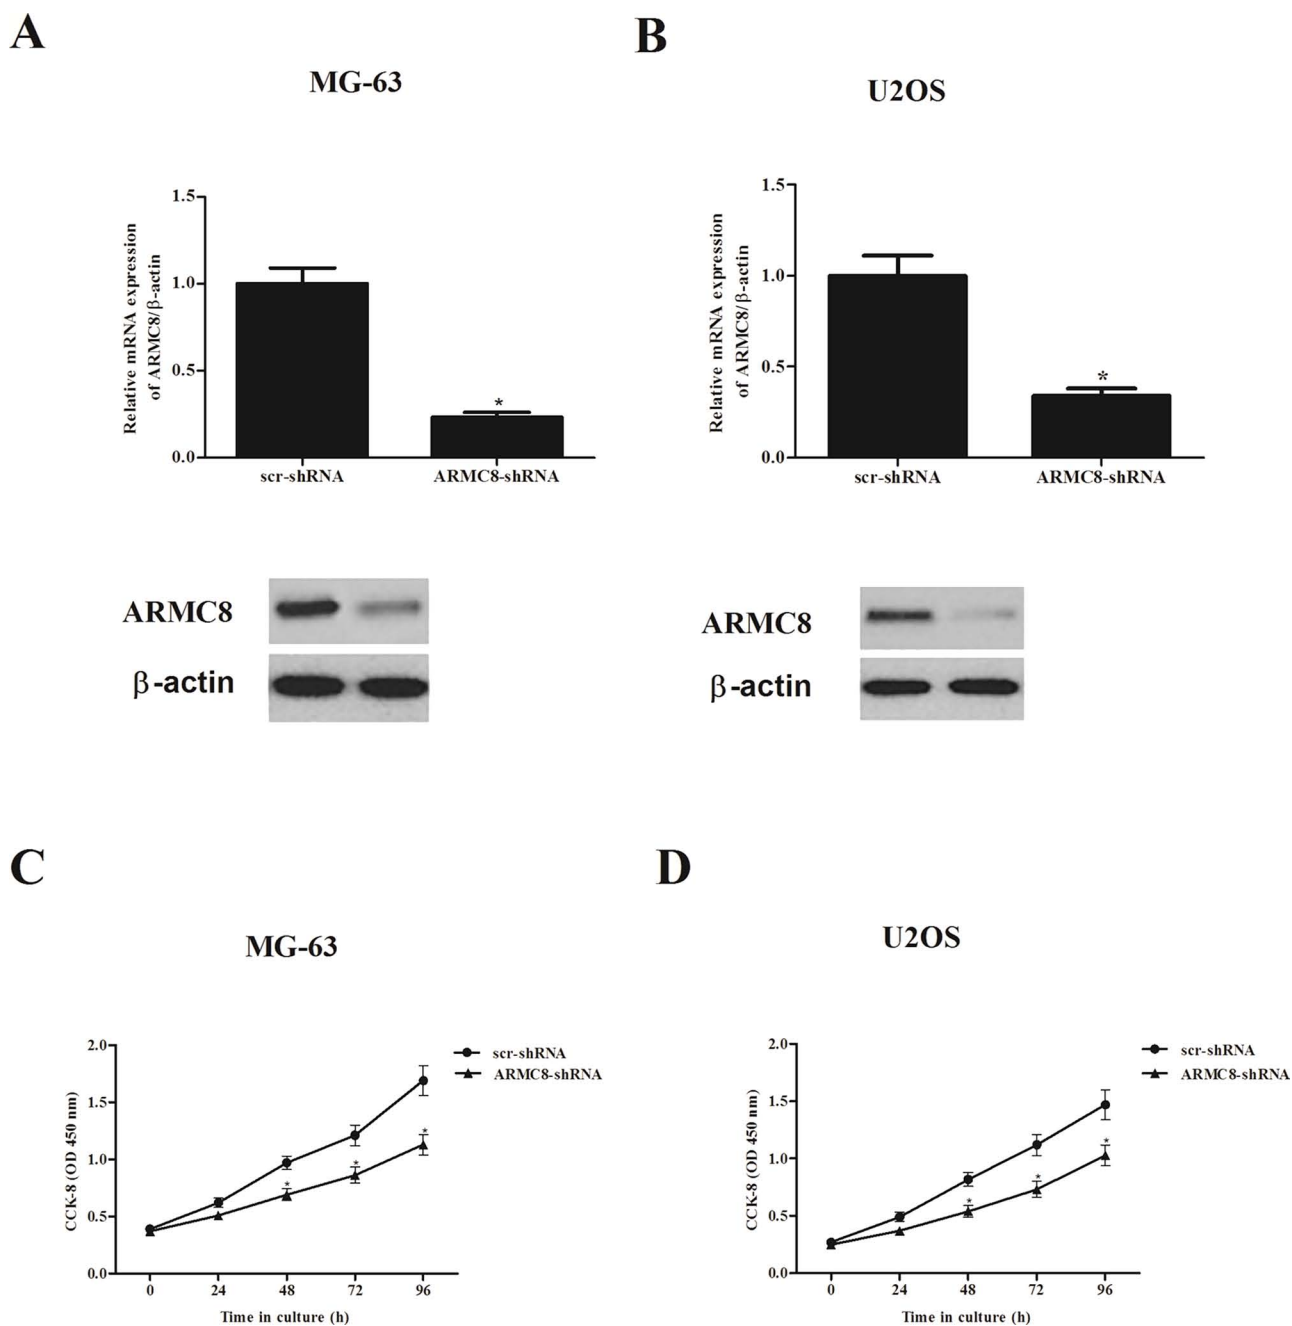 A
MG-63
1.5
1.0
0.5
0.0
Relative mRNA expression
of ARMC8/β-actin
*
scr-shRNA
ARMC8-shRNA
ARMC8
β-actin
B
U2OS
1.5
1.0
0.5
0.0
Relative mRNA expression
of ARMC8/β-actin
*
scr-shRNA
ARMC8-shRNA
ARMC8
β-actin
C
MG-63
2.0
1.5
1.0
0.5
0.0
CCK-8 (OD 450 nm)
scr-shRNA
ARMC8-shRNA
*
*
*
0 24 48 72 96
Time in culture (h)
D
U2OS
2.0
1.5
1.0
0.5
0.0
CCK-8 (OD 450 nm)
scr-shRNA
ARMC8-shRNA
*
*
*
0 24 48 72 96
Time in culture (h)